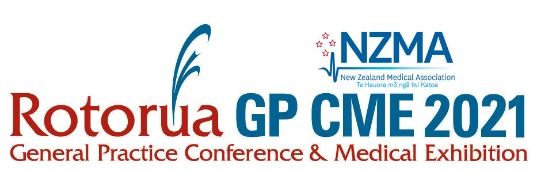 NZMA
New Zealand Medical Association
Te Hauora mō ngā Iwi Katoa
Rotorua GP CME 2021
General Practice Conference & Medical Exhibition